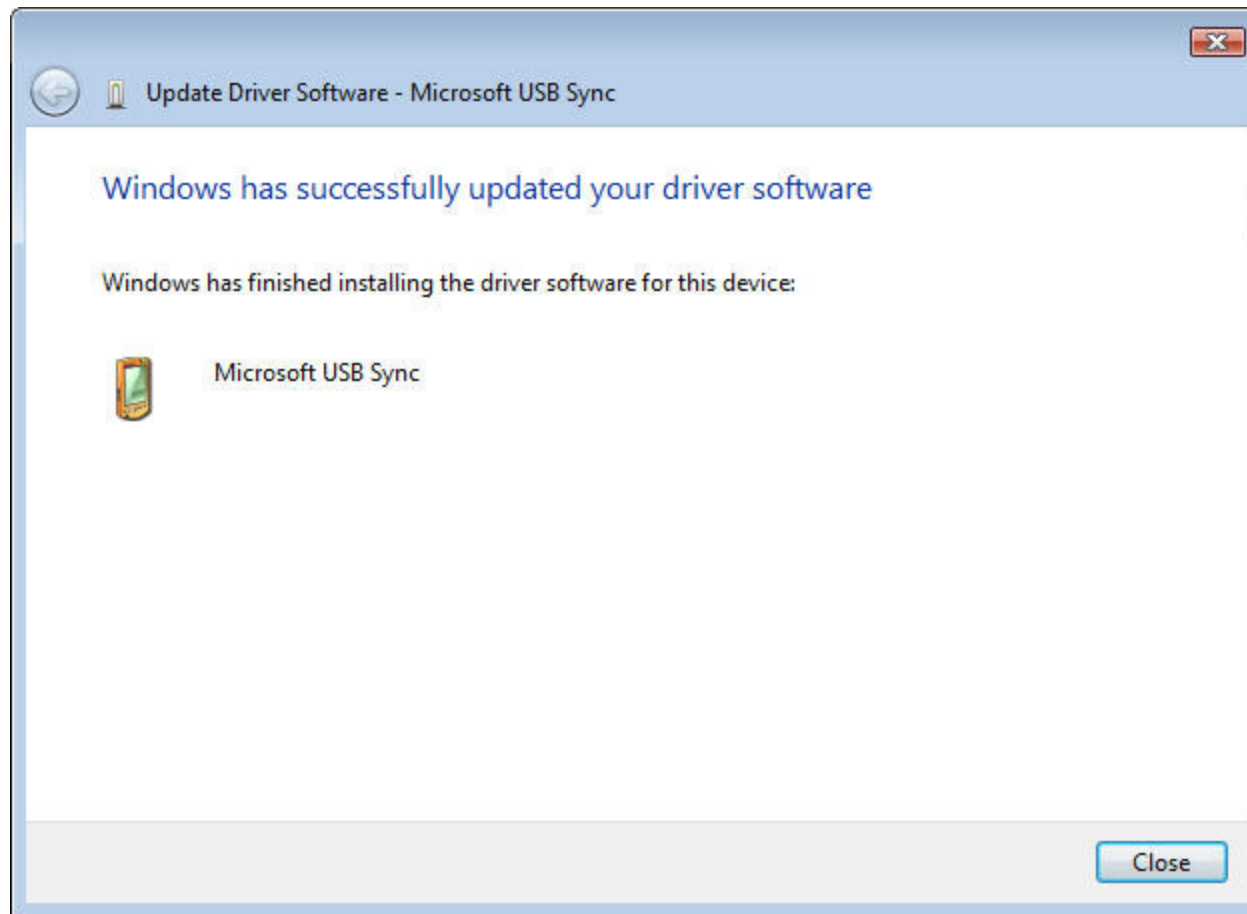 Update Driver Software - Microsoft USB Sync
Windows has successfully updated your driver software
Windows has finished installing the driver software for this device:
Microsoft USB Sync
Close